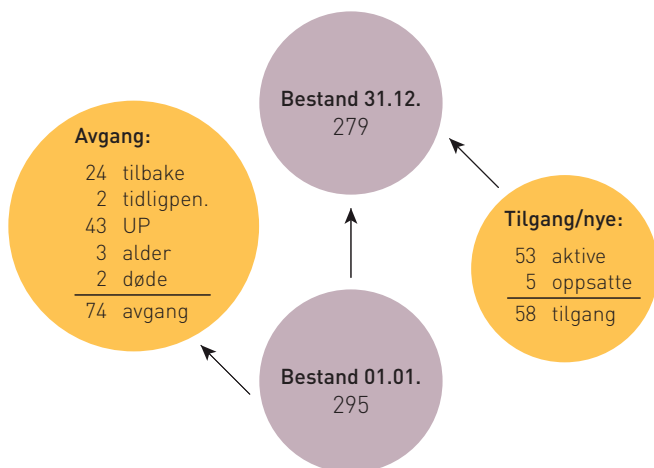 Bestand 31.12.
279
Avgang:
24 tilbake
2 tidligpen.
43 UP
3 alder
2 døde
74 avgang
Tilgang/nye:
53 aktive
5 oppsatte
58 tilgang
Bestand 01.01.
295